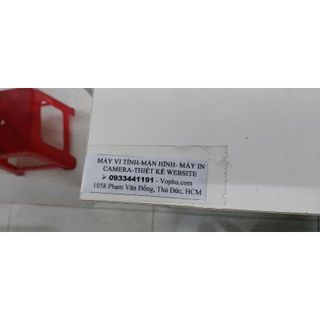 MÁY VI TÍNH-MÀN HÌNH- MÁY IN
CAMERA-THIẾT KẾ WEBSITE
➢ 0933441191 - Vophu.com
1058 Phạm Văn Đồng, Thủ Đức, HCM